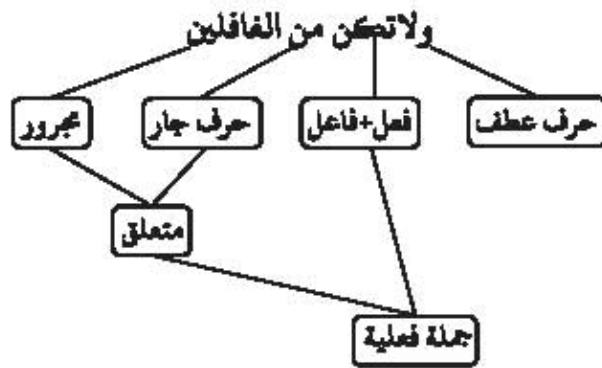 ولاتكن من الغافلين
حرف عطف
فعل+فاعل
حرف جار
مجرور
متعلق
جملة فعلية